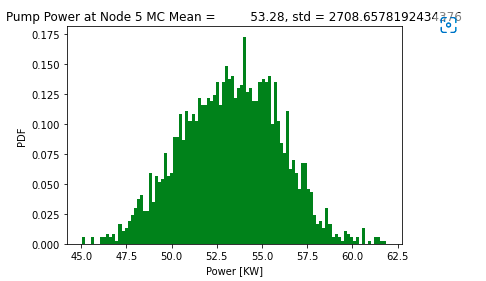 Pump Power at Node 5 MC Mean = 53.28, std = 2708.6578192434376
0.175
0.150
0.125
0.100
0.075
0.050
0.025
0.000
PDF
45.0 47.5 50.0 52.5 55.0 57.5 60.0 62.5
Power [KW]